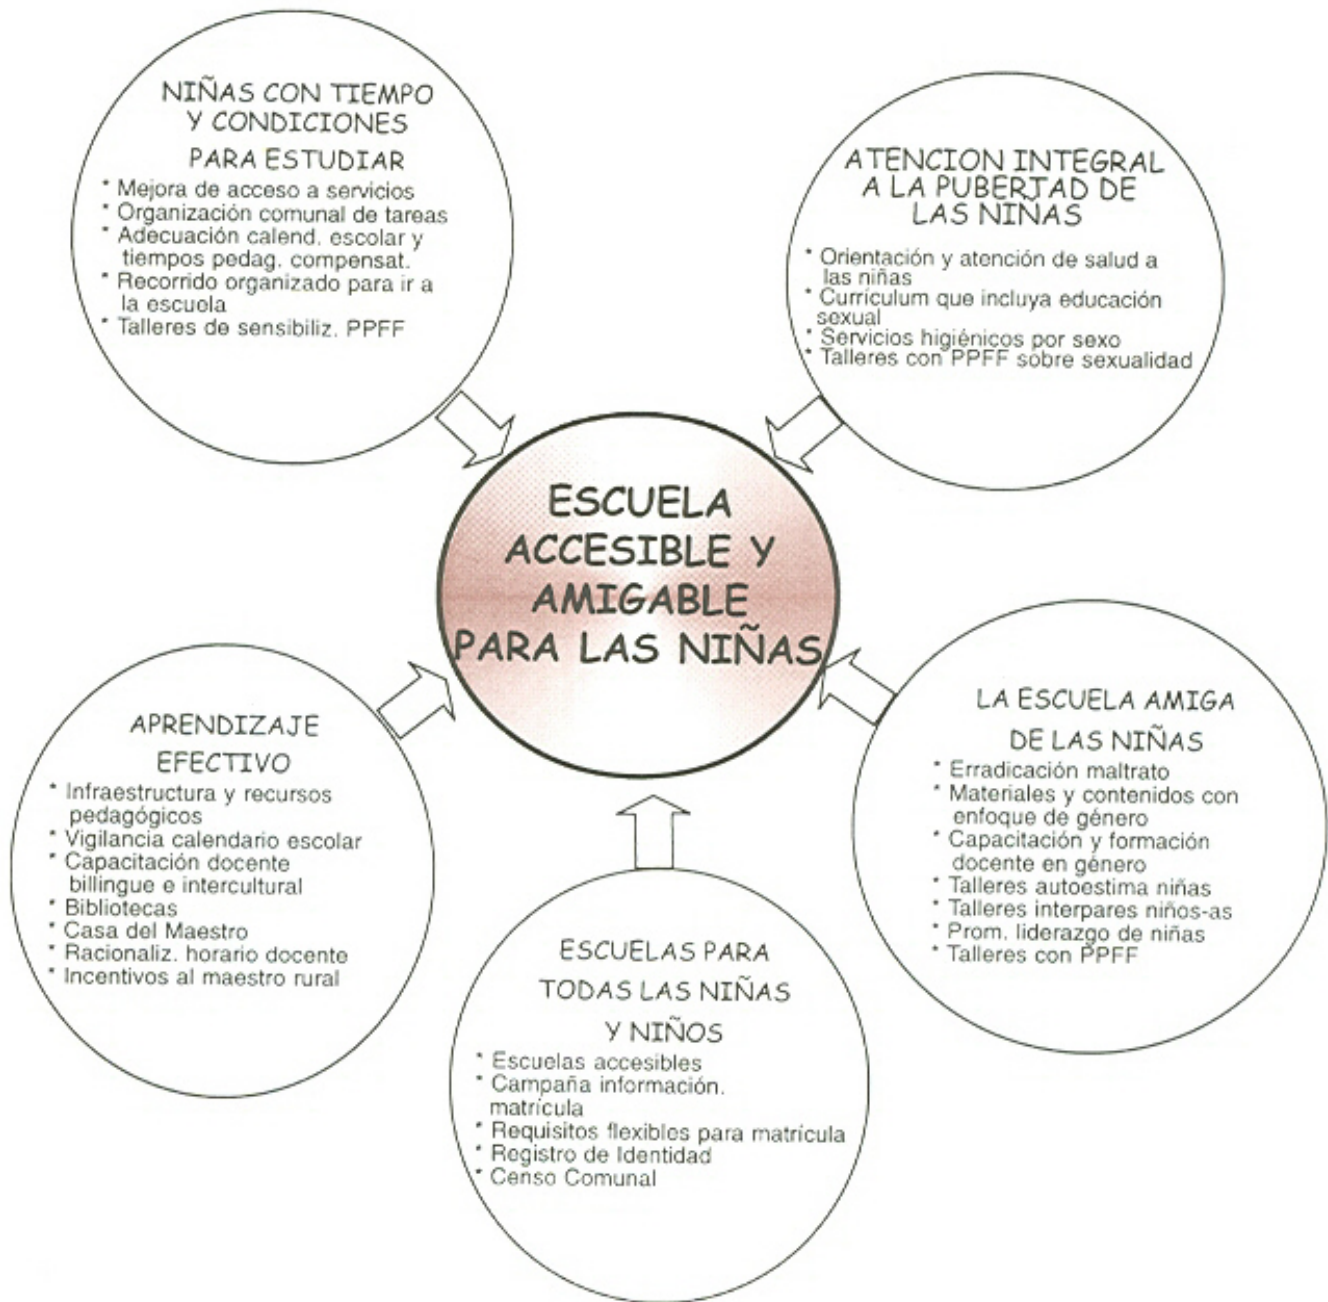 NIÑAS CON TIEMPO
Y CONDICIONES
PARA ESTUDIAR
* Mejora de acceso a servicios
* Organización comunal de tareas
* Adecuación calend. escolar y
tiempos pedag. compensat.
* Recorrido organizado para ir a
la escuela
* Talleres de sensibiliz. PPFF
ATENCION INTEGRAL
A LA PUBERTAD DE
LAS NIÑAS
* Orientación y atención de salud a
las niñas
* Curriculum que incluya educación
sexual
* Servicios higiénicos por sexo
* Talleres con PPFF sobre sexualidad
ESCUELA
ACCESIBLE Y
AMIGABLE
PARA LAS NIÑAS
APRENDIZAJE
EFECTIVO
* Infraestructura y recursos
pedagógicos
* Vigilancia calendario escolar
* Capacitación docente
billingue e intercultural
* Bibliotecas
* Casa del Maestro
* Racionaliz. horario docente
* Incentivos al maestro rural
LA ESCUELA AMIGA
DE LAS NIÑAS
* Erradicación maltrato
* Materiales y contenidos con
enfoque de género
* Capacitación y formación
docente en género
* Talleres autoestima niñas
* Talleres interpares niños-as
* Prom. liderazgo de niñas
* Talleres con PPFF
ESCUELAS PARA
TODAS LAS NIÑAS
Y NIÑOS
* Escuelas accesibles
* Campaña información.
matrícula
* Requisitos flexibles para matrícula
* Registro de Identidad
* Censo Comunal